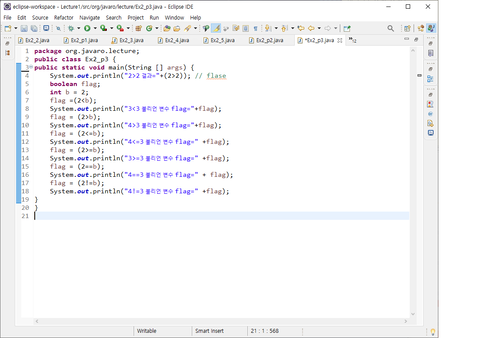 eclipse-workspace - Lecture1/src/org/javaro/lecture/Ex2_p3.java - Eclipse IDE
File Edit Source Refactor Navigate Search Project Run Window Help
Ex2_2.java Ex2_p1.java Ex2_3.java Ex2_4.java Ex2_5.java Ex2_p2.java *Ex2_p3.java
1 package org.javaro.lecture;
2 public class Ex2_p3 {
3 public static void main(String [] args) {
4 System.out.println("2>2 결과="+(2>2)); // flase
5 boolean flag;
6 int b = 2;
7 flag =(2<b);
8 System.out.println("3<3 불리언 변수 flag="+flag);
9 flag = (2>b);
10 System.out.println("4>3 불리언 변수 flag="+flag);
11 flag = (2<=b);
12 System.out.println("4<=3 불리언 변수 flag=" +flag);
13 flag = (2>=b);
14 System.out.println("3>=3 불리언 변수 flag=" +flag);
15 flag = (2==b);
16 System.out.println("4==3 불리언 변수 flag=" + flag);
17 flag = (2!=b);
18 System.out.println("4!=3 불리언 변수 flag=" +flag);
19 }
20 }
21
Writable Smart Insert 21 : 1 : 568